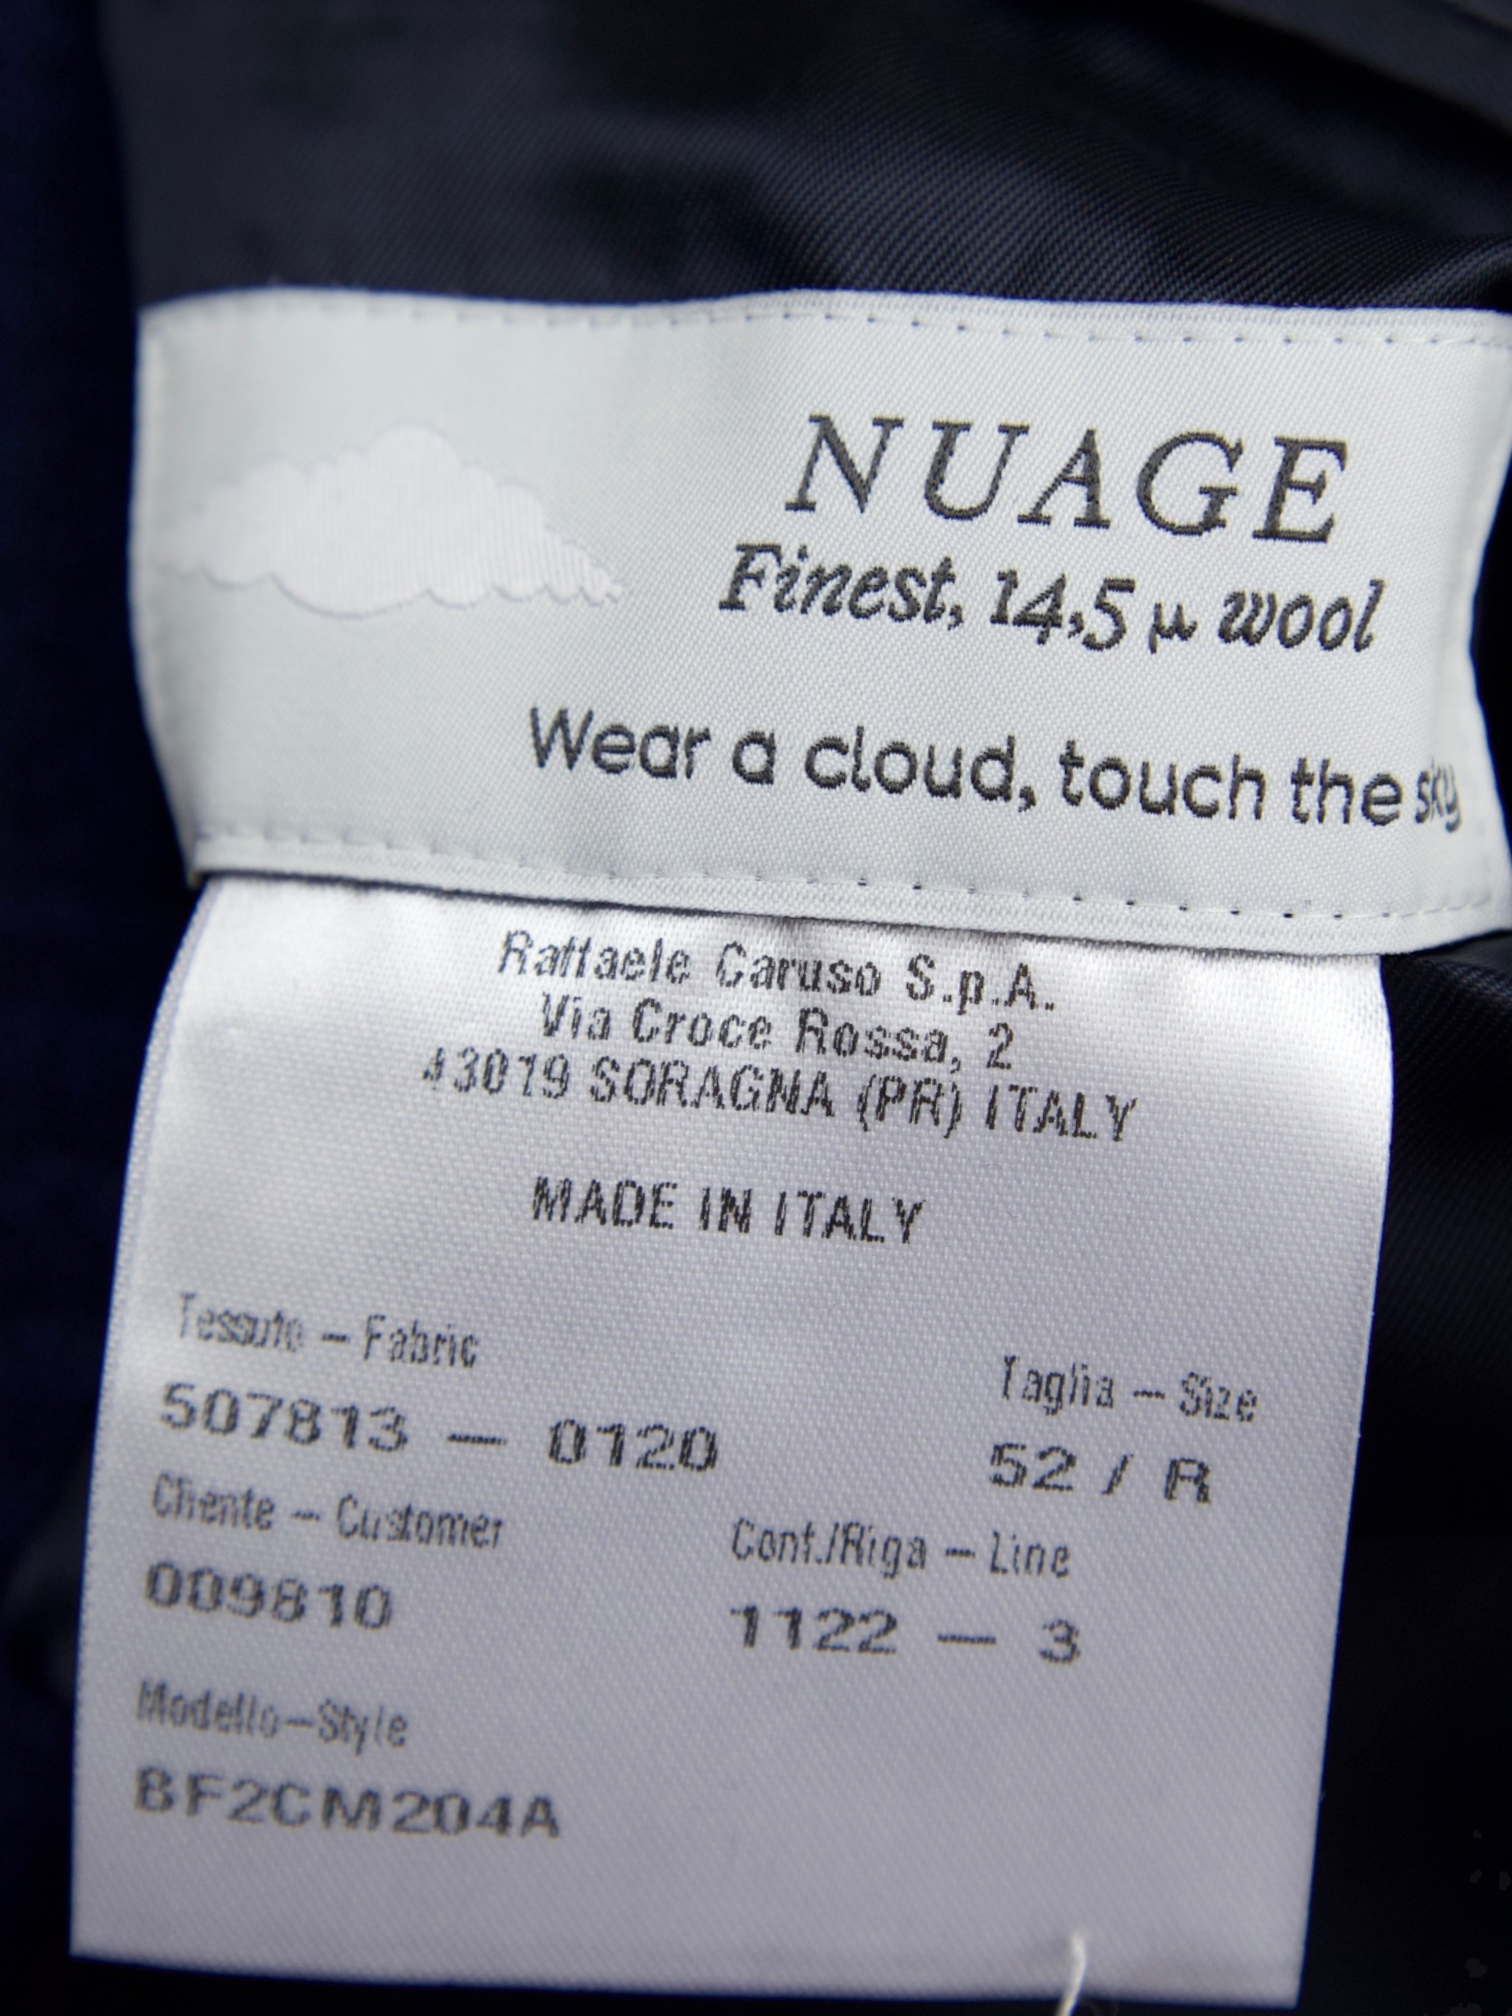 NUAGE
Finest, 14,5 µ wool
Wear a cloud, touch the sky
Raffaele Caruso S.p.A.
Via Croce Rossa, 2
43019 SORAGNA (PR) ITALY
MADE IN ITALY
Tessuto – Fabric
Taglia – Size
507813 – 0120
52 / R
Cliente – Customer
Conf./Riga – Line
009810
1122 – 3
Modello–Style
BF2CM204A